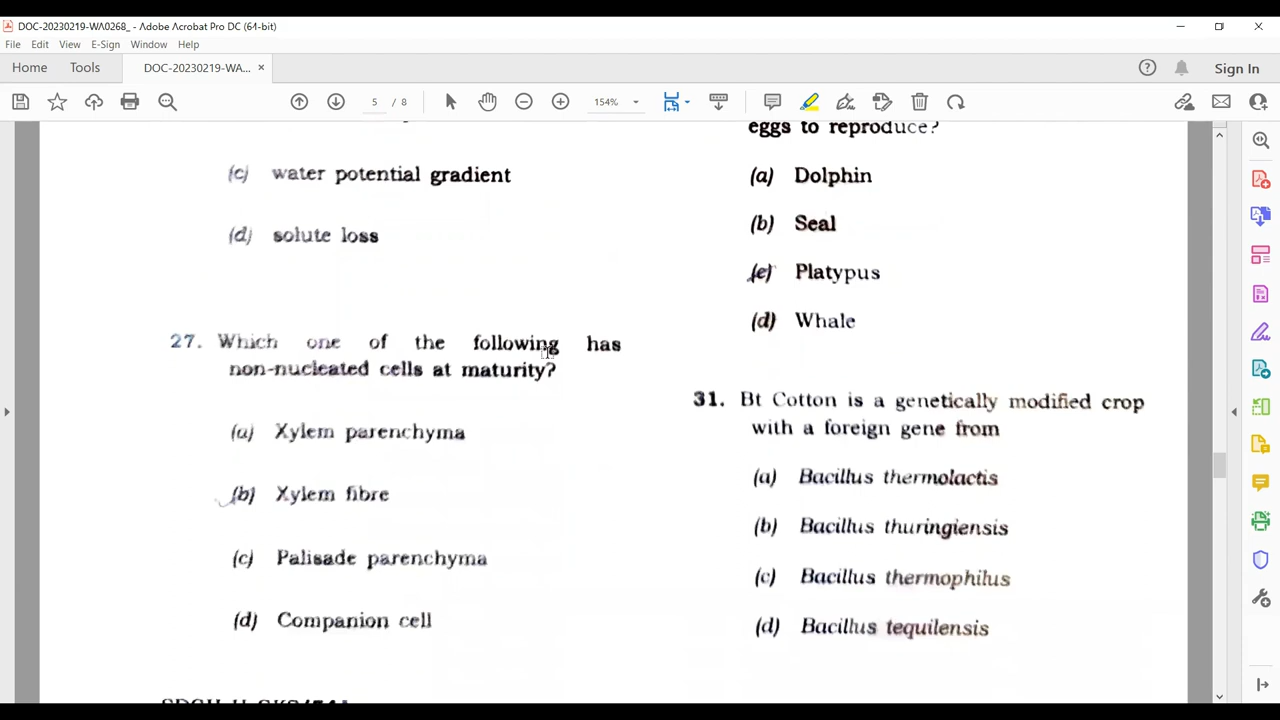 DOC-20230219-WA0268_ - Adobe Acrobat Pro DC (64-bit)
File Edit View E-Sign Window Help
Home Tools DOC-20230219-WA... × Sign In
5 / 8 154%
(c) water potential gradient
(d) solute loss
27. Which one of the following has
non-nucleated cells at maturity?
(a) Xylem parenchyma
(b) Xylem fibre
(c) Palisade parenchyma
(d) Companion cell
eggs to reproduce?
(a) Dolphin
(b) Seal
(c) Platypus
(d) Whale
31. Bt Cotton is a genetically modified crop
with a foreign gene from
(a) Bacillus thermolactis
(b) Bacillus thuringiensis
(c) Bacillus thermophilus
(d) Bacillus tequilensis